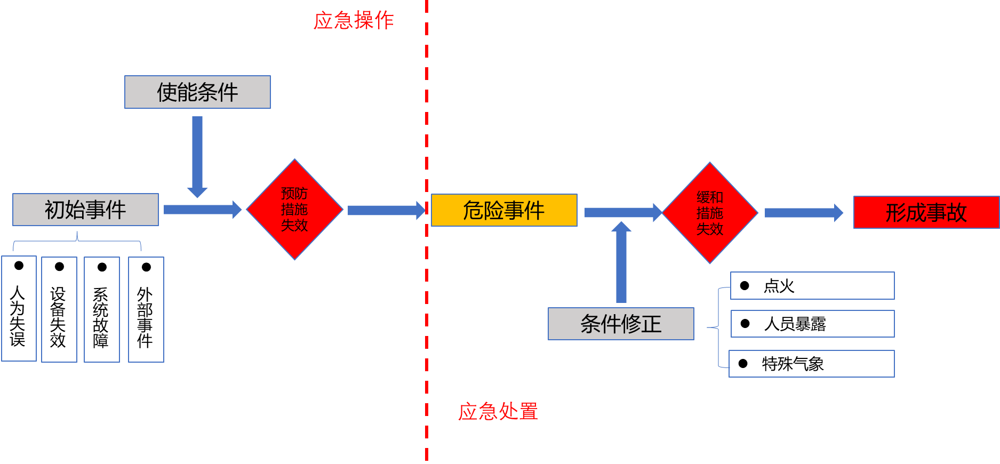 应急操作
使能条件
初始事件
预防
措施
失效
危险事件
缓和
措施
失效
形成事故
● 人为失误
● 设备失效
● 系统故障
● 外部事件
条件修正
● 点火
● 人员暴露
● 特殊气象
应急处置